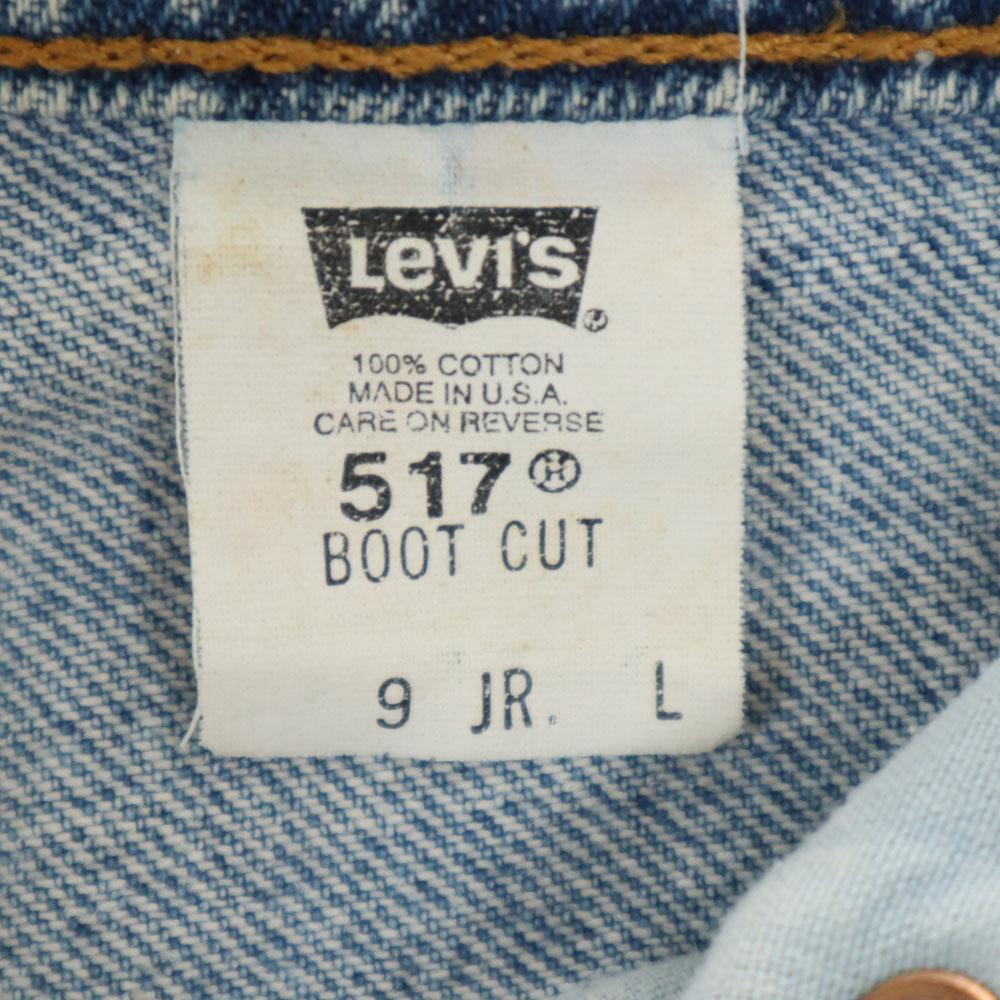 Levi's®
100% COTTON
MADE IN U.S.A.
CARE ON REVERSE
517®
BOOT CUT
9 JR. L